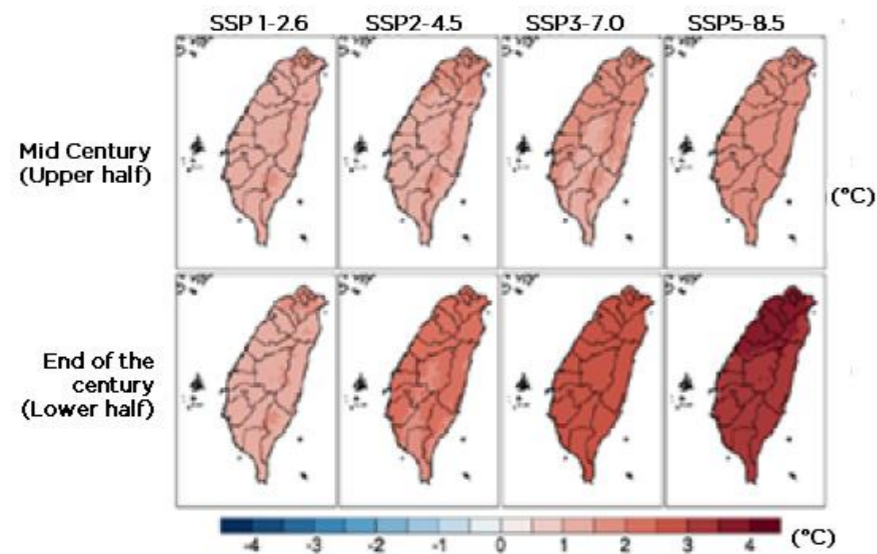 SSP 1-2.6 SSP2-4.5 SSP3-7.0 SSP5-8.5
Mid Century
(Upper half)
(°C)
End of the
century
(Lower half)
-4 -3 -2 -1 0 1 2 3 4 (°C)